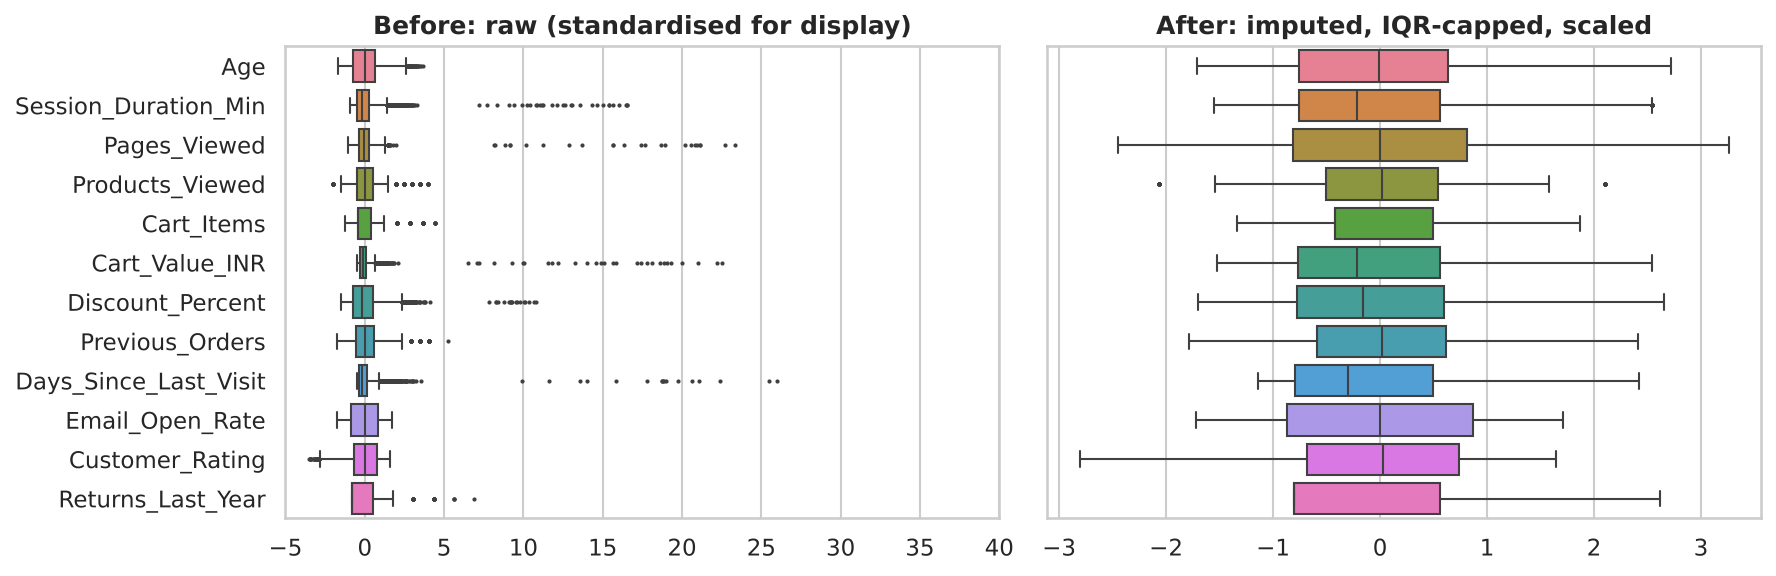 Before: raw (standardised for display)
After: imputed, IQR-capped, scaled
Age
Session_Duration_Min
Pages_Viewed
Products_Viewed
Cart_Items
Cart_Value_INR
Discount_Percent
Previous_Orders
Days_Since_Last_Visit
Email_Open_Rate
Customer_Rating
Returns_Last_Year
−5 0 5 10 15 20 25 30 35 40
−3 −2 −1 0 1 2 3